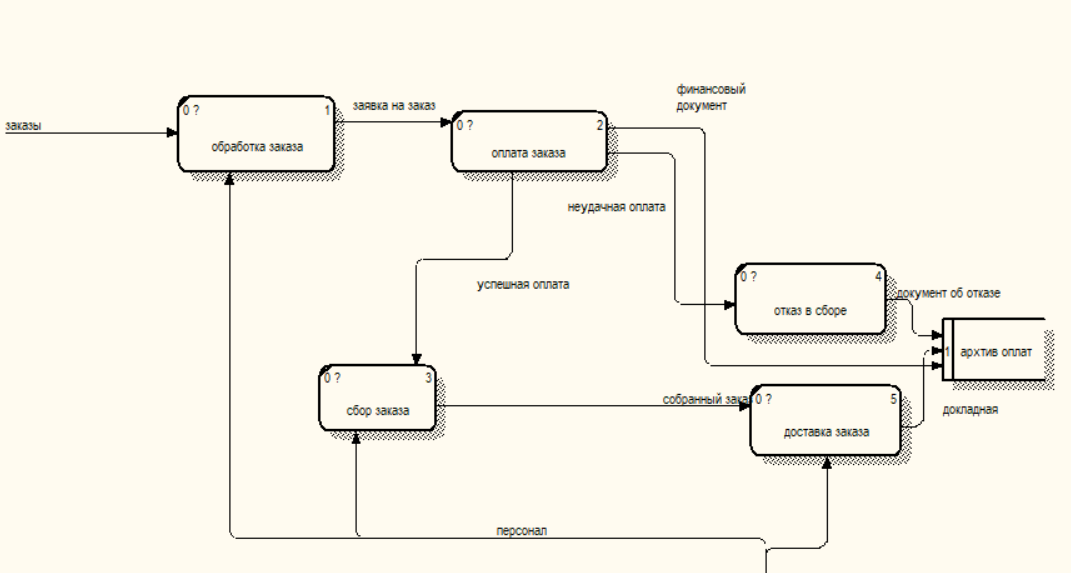 финансовый
документ
заявка на заказ
0 ?
1
обработка заказа
заказы
0 ?
2
оплата заказа
неудачная оплата
успешная оплата
0 ?
4
отказ в сборе
документ об отказе
1
архтив оплат
0 ?
3
сбор заказа
собранный заказ
0 ?
5
доставка заказа
докладная
персонал